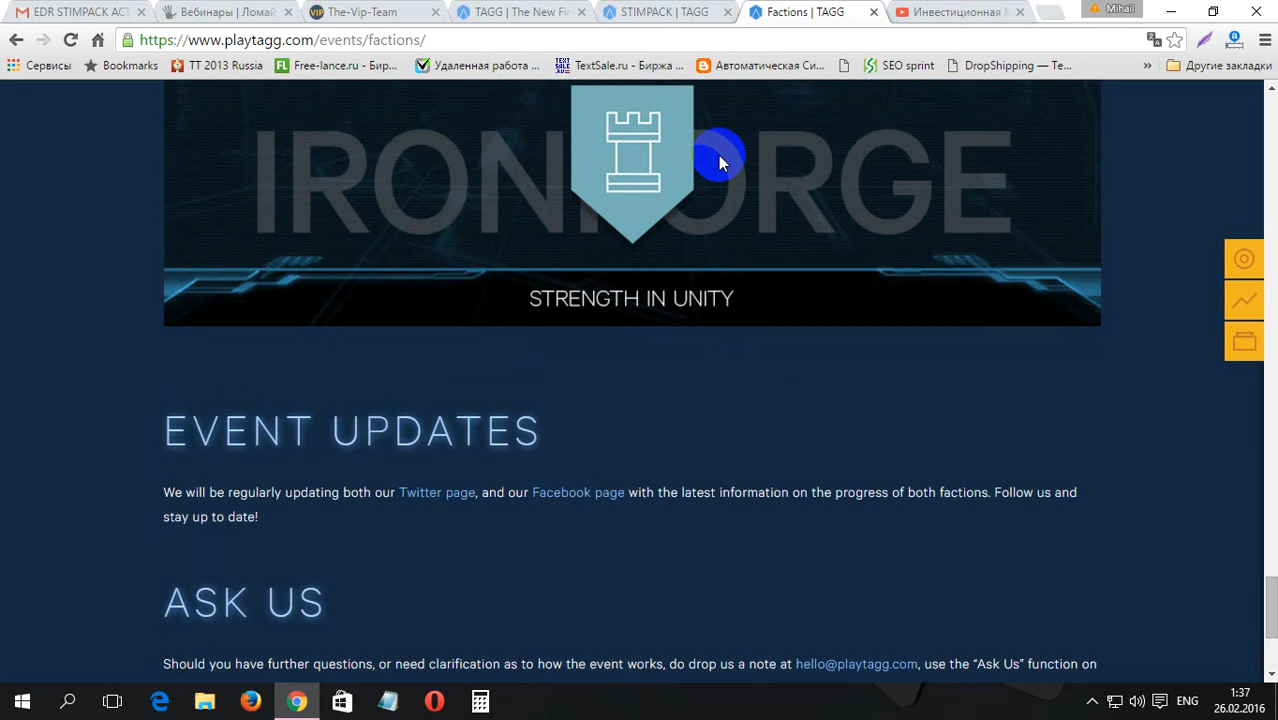 EDR STIMPACK ACT
Вебинары | Ломай
The-Vip-Team
TAGG | The New Fi
STIMPACK | TAGG
Factions | TAGG
Инвестиционная
Mihail
https://www.playtagg.com/events/factions/
Сервисы
Bookmarks
TT 2013 Russia
Free-lance.ru - Бир...
Удаленная работа ...
TextSale.ru - Биржа ...
Автоматическая Си...
SEO sprint
DropShipping — Те...
»
Другие закладки
IRONFORGE
STRENGTH IN UNITY
EVENT UPDATES
We will be regularly updating both our Twitter page, and our Facebook page with the latest information on the progress of both factions. Follow us and
stay up to date!
ASK US
Should you have further questions, or need clarification as to how the event works, do drop us a note at hello@playtagg.com, use the “Ask Us” function on
ENG
1:37
26.02.2016